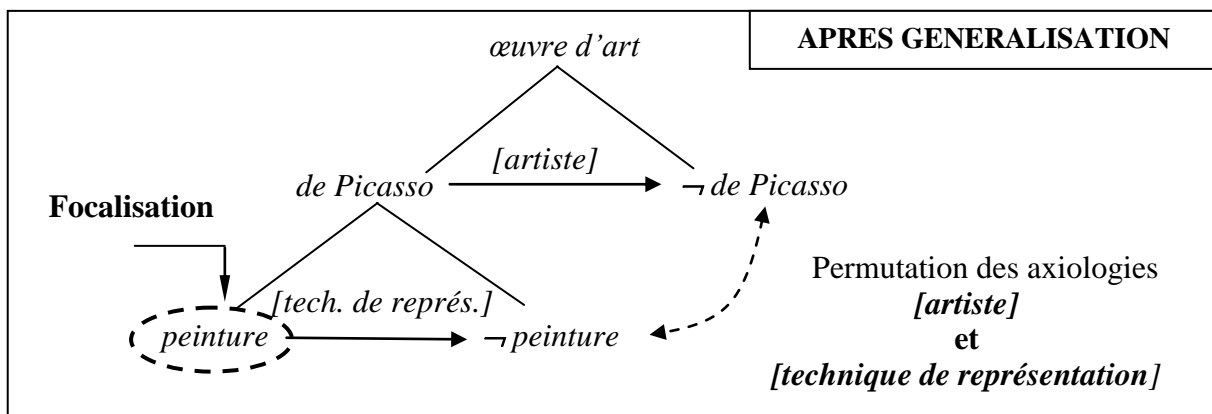 APRES GENERALISATION
œuvre d’art
[artiste]
de Picasso
¬ de Picasso
Focalisation
Permutation des axiologies
[artiste]
et
[technique de représentation]
[tech. de représ.]
peinture
¬ peinture